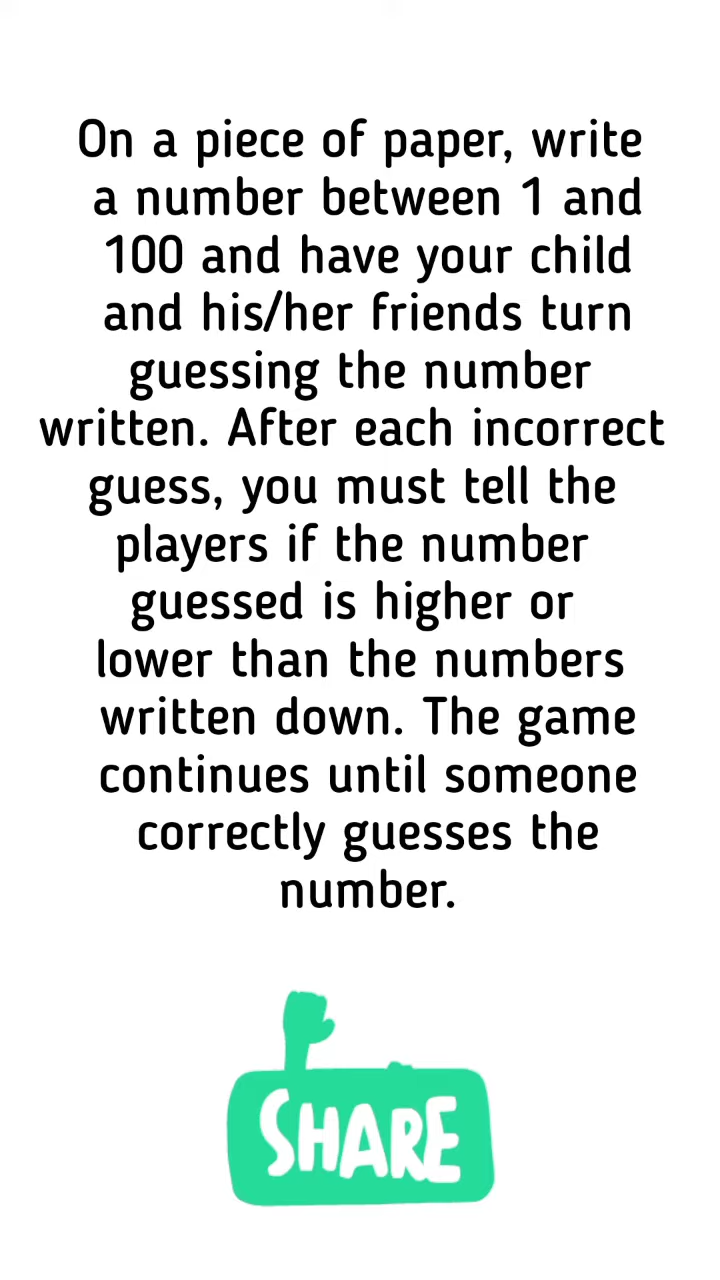 On a piece of paper, write
a number between 1 and
100 and have your child
and his/her friends turn
guessing the number
written. After each incorrect
guess, you must tell the
players if the number
guessed is higher or
lower than the numbers
written down. The game
continues until someone
correctly guesses the
number.
SHARE